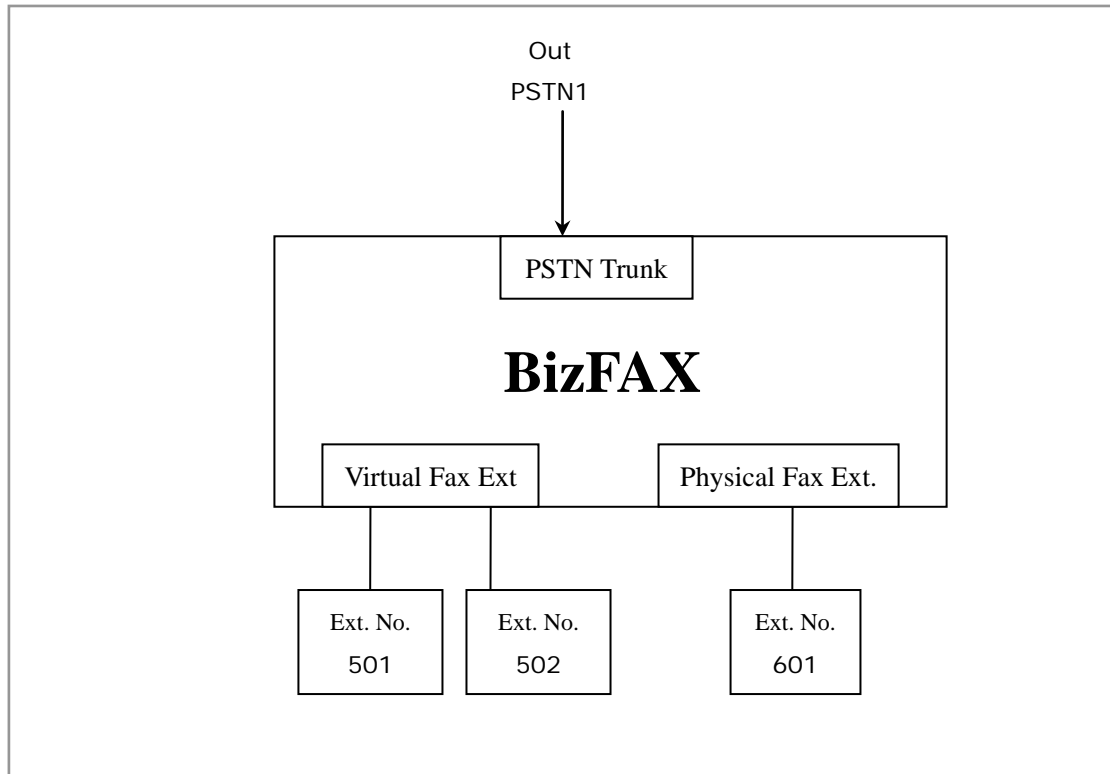 Out
PSTN1
PSTN Trunk
BizFAX
Virtual Fax Ext
Physical Fax Ext.
Ext. No.
501
Ext. No.
502
Ext. No.
601